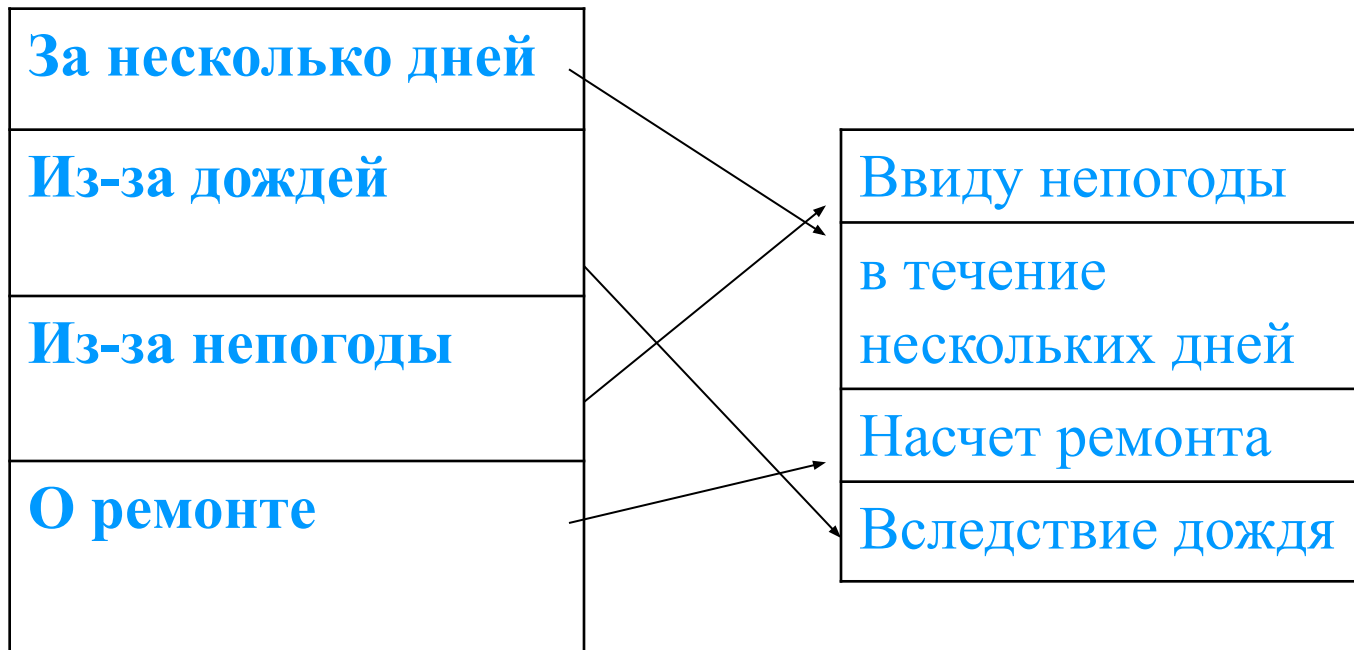 За несколько дней
Из-за дождей
Из-за непогоды
О ремонте
Ввиду непогоды
в течение
нескольких дней
Насчет ремонта
Вследствие дождя